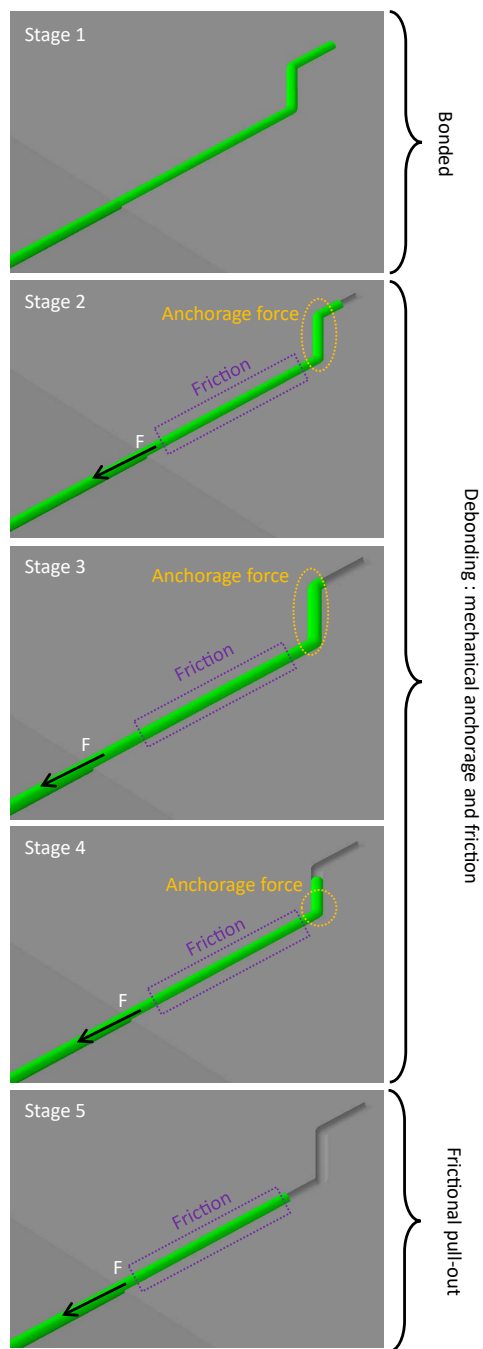 Stage 1
Bonded
Stage 2
Anchorage force
Friction
F
Stage 3
Anchorage force
Friction
F
Debonding : mechanical anchorage and friction
Stage 4
Anchorage force
Friction
F
Stage 5
Friction
F
Frictional pull-out